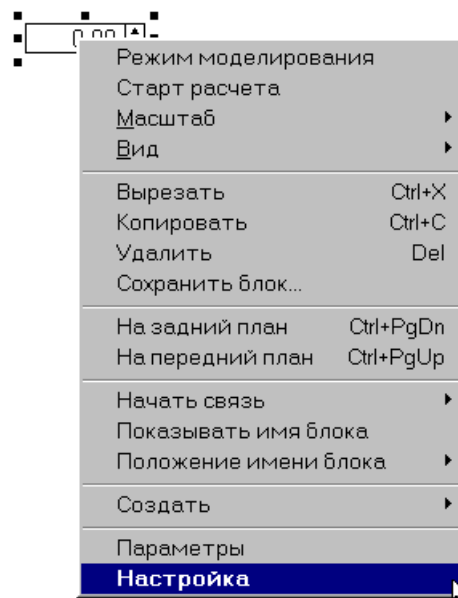 0.00
Режим моделирования
Старт расчета
Масштаб
Вид
Вырезать Ctrl+X
Копировать Ctrl+C
Удалить Del
Сохранить блок...
На задний план Ctrl+PgDn
На передний план Ctrl+PgUp
Начать связь
Показывать имя блока
Положение имени блока
Создать
Параметры
Настройка